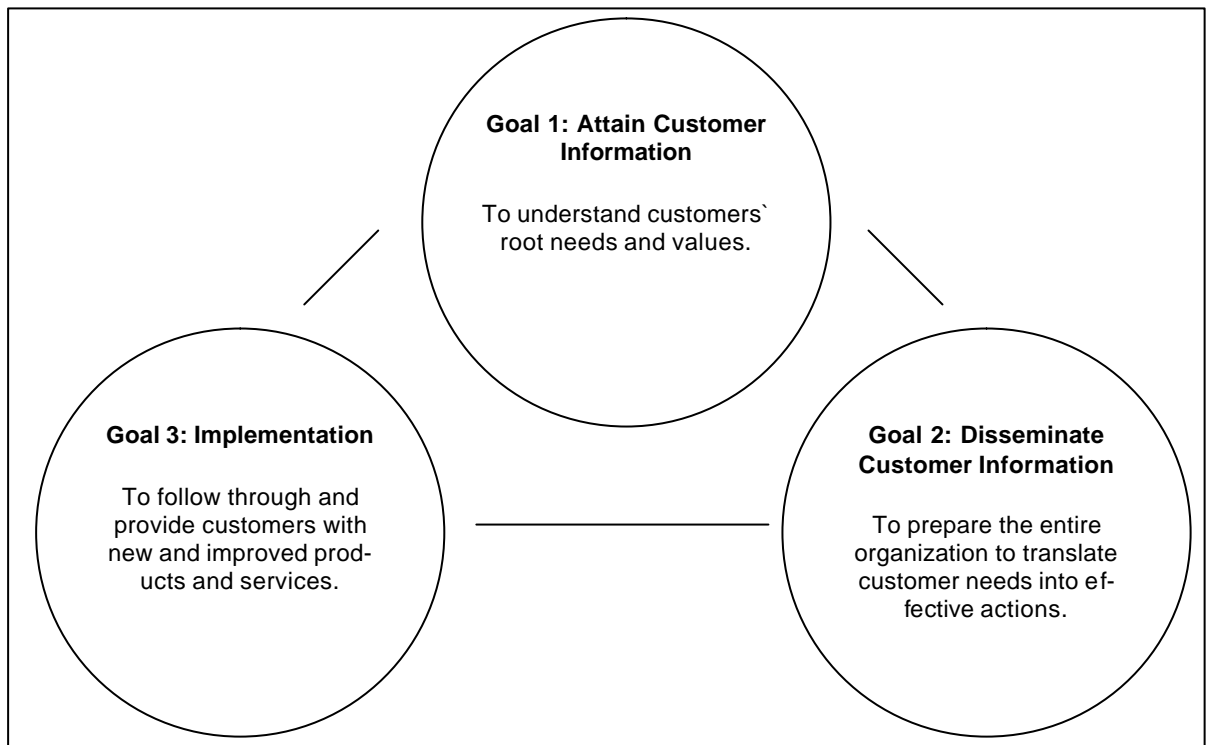 Goal 1: Attain Customer
Information
To understand customers`
root needs and values.
Goal 3: Implementation
To follow through and
provide customers with
new and improved prod-
ucts and services.
Goal 2: Disseminate
Customer Information
To prepare the entire
organization to translate
customer needs into ef-
fective actions.